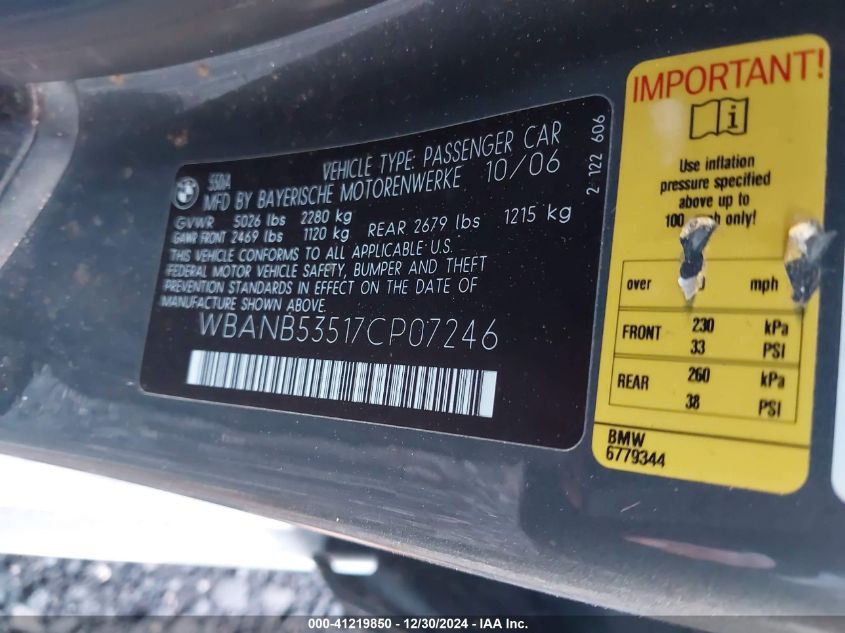 550IA
VEHICLE TYPE: PASSENGER CAR
MFD BY BAYERISCHE MOTORENWERKE 10/06
GVWR 5026 lbs 2280 kg
GAWR FRONT 2469 lbs 1120 kg REAR 2679 lbs 1215 kg
THIS VEHICLE CONFORMS TO ALL APPLICABLE U.S.
FEDERAL MOTOR VEHICLE SAFETY, BUMPER AND THEFT
PREVENTION STANDARDS IN EFFECT ON THE DATE OF
MANUFACTURE SHOWN ABOVE.
WBANB53517CP07246
2 122 606
IMPORTANT!
i
Use inflation
pressure specified
above up to
100 only!
over mph
FRONT 230 kPa
33 PSI
REAR 260 kPa
38 PSI
BMW
6779344
000-41219850 - 12/30/2024 - IAA Inc.